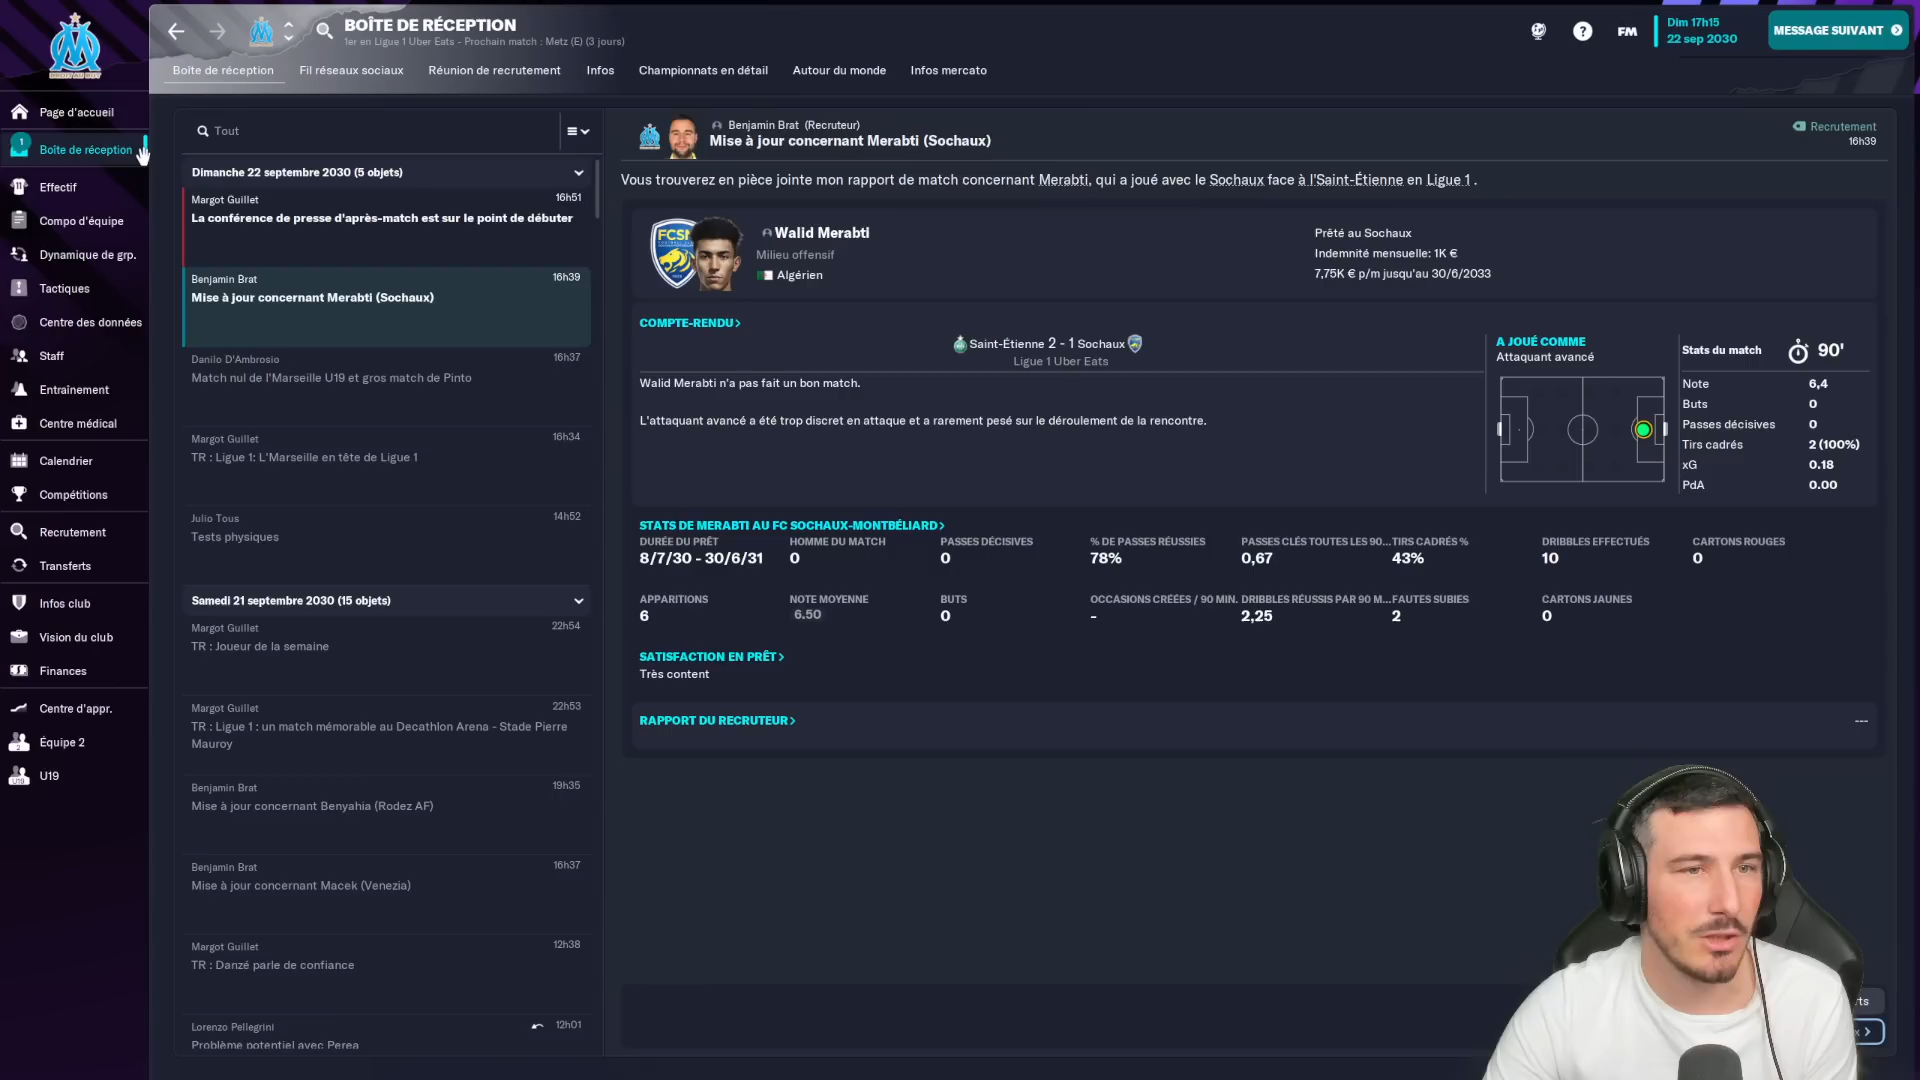 BOÎTE DE RÉCEPTION
1er en Ligue 1 Uber Eats - Prochain match : Metz (E) (3 jours)
FM
Dim 17h15
22 sep 2030
MESSAGE SUIVANT
Boîte de réception
Fil réseaux sociaux
Réunion de recrutement
Infos
Championnats en détail
Autour du monde
Infos mercato
DROIT AU BUT
Page d'accueil
1
Boîte de réception
Effectif
Compo d'équipe
Dynamique de grp.
Tactiques
Centre des données
Staff
Entraînement
Centre médical
Calendrier
Compétitions
Recrutement
Transferts
Infos club
Vision du club
Finances
Centre d'appr.
Équipe 2
U19
Tout
Dimanche 22 septembre 2030 (5 objets)
Margot Guillet 16h51
La conférence de presse d'après-match est sur le point de débuter
Benjamin Brat 16h39
Mise à jour concernant Merabti (Sochaux)
Danilo D'Ambrosio 16h37
Match nul de l'Marseille U19 et gros match de Pinto
Margot Guillet 16h34
TR : Ligue 1: L'Marseille en tête de Ligue 1
Julio Tous 14h52
Tests physiques
Samedi 21 septembre 2030 (15 objets)
Margot Guillet 22h54
TR : Joueur de la semaine
Margot Guillet 22h53
TR : Ligue 1 : un match mémorable au Decathlon Arena - Stade Pierre
Mauroy
Benjamin Brat 19h35
Mise à jour concernant Benyahia (Rodez AF)
Benjamin Brat 16h37
Mise à jour concernant Macek (Venezia)
Margot Guillet 12h38
TR : Danzé parle de confiance
Lorenzo Pellegrini 12h01
Problème potentiel avec Perea
Benjamin Brat (Recruteur)
Mise à jour concernant Merabti (Sochaux)
Recrutement
16h39
Vous trouverez en pièce jointe mon rapport de match concernant Merabti, qui a joué avec le Sochaux face à l'Saint-Étienne en Ligue 1 .
FCSM
Walid Merabti
Milieu offensif
Algérien
Prêté au Sochaux
Indemnité mensuelle: 1K €
7,75K € p/m jusqu'au 30/6/2033
COMPTE-RENDU
Saint-Étienne 2 - 1 Sochaux
Ligue 1 Uber Eats
Walid Merabti n'a pas fait un bon match.
L'attaquant avancé a été trop discret en attaque et a rarement pesé sur le déroulement de la rencontre.
A JOUÉ COMME
Attaquant avancé
Stats du match 90'
Note 6,4
Buts 0
Passes décisives 0
Tirs cadrés 2 (100%)
xG 0.18
PdA 0.00
STATS DE MERABTI AU FC SOCHAUX-MONTBÉLIARD
DURÉE DU PRÊT HOMME DU MATCH PASSES DÉCISIVES % DE PASSES RÉUSSIES PASSES CLÉS TOUTES LES 90... TIRS CADRÉS % DRIBBLES EFFECTUÉS CARTONS ROUGES
8/7/30 - 30/6/31 0 0 78% 0,67 43% 10 0
APPARITIONS NOTE MOYENNE BUTS OCCASIONS CRÉÉES / 90 MIN. DRIBBLES RÉUSSIS PAR 90 M... FAUTES SUBIES CARTONS JAUNES
6 6.50 0 - 2,25 2 0
SATISFACTION EN PRÊT
Très content
RAPPORT DU RECRUTEUR
---